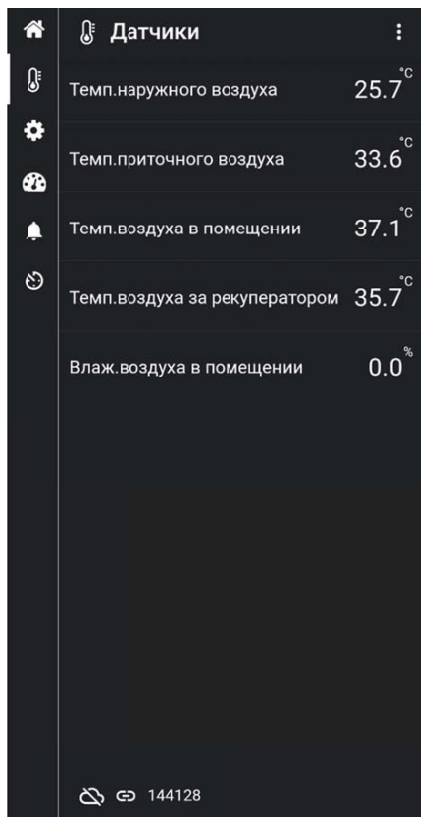 Датчики
Темп.наружного воздуха 25.7 °C
Темп.приточного воздуха 33.6 °C
Темп.воздуха в помещении 37.1 °C
Темп.воздуха за рекуператором 35.7 °C
Влаж.воздуха в помещении 0.0 %
144128